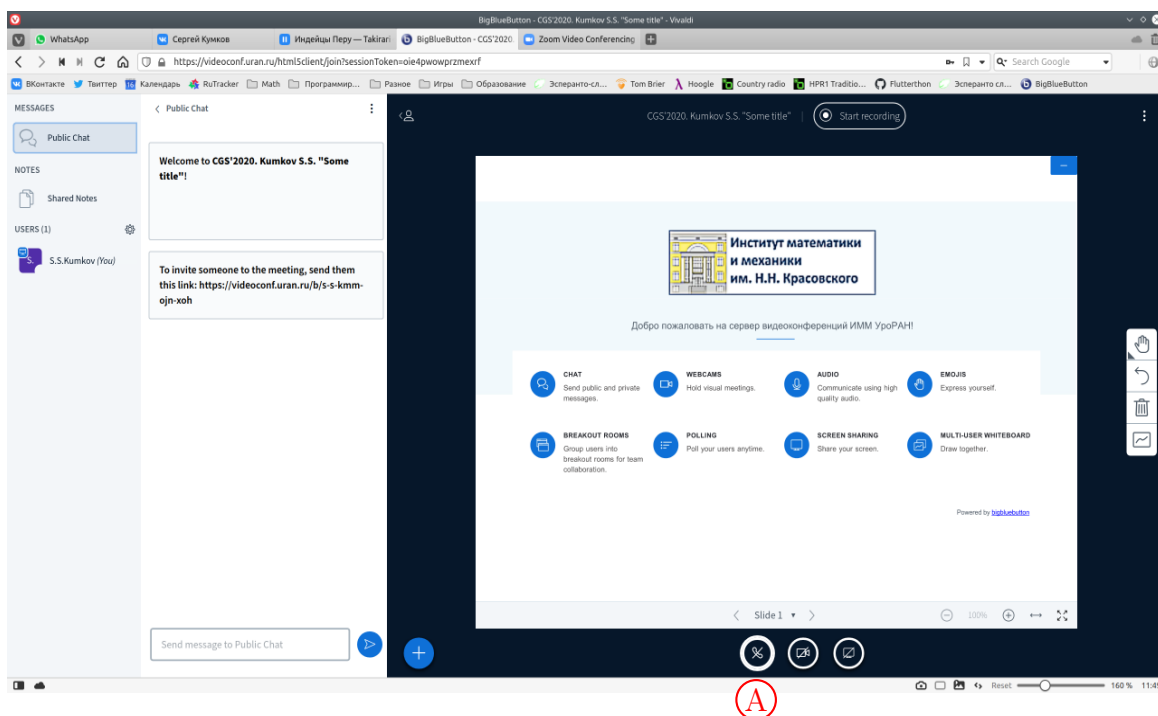 BigBlueButton - CGS'2020. Kumkov S.S. "Some title" - Vivaldi
WhatsApp
Сергей Кумков
Индейцы Перу — Takirari
BigBlueButton - CGS'2020.
Zoom Video Conferencing
https://videoconf.uran.ru/html5client/join?sessionToken=oie4pwowprzmexrf
Search Google
ВКонтакте
Твиттер
16
Календарь
RuTracker
Math
Программир...
Разное
Игры
Образование
Эсперанто-сл...
Tom Brier
Hoogle
Country radio
HPR1 Traditio...
Flutterthon
Эсперанто сл...
BigBlueButton
MESSAGES
Public Chat
NOTES
Shared Notes
USERS (1)
S.
S.S.Kumkov (You)
Public Chat
Welcome to CGS'2020. Kumkov S.S. "Some
title"!
To invite someone to the meeting, send them
this link: https://videoconf.uran.ru/b/s-s-kmm-
ojn-xoh
Send message to Public Chat
CGS'2020. Kumkov S.S. "Some title"
Start recording
Институт математики
и механики
им. Н.Н. Красовского
Добро пожаловать на сервер видеоконференций ИММ УроРАН!
CHAT
Send public and private
messages.
WEBCAMS
Hold visual meetings.
AUDIO
Communicate using high
quality audio.
EMOJIS
Express yourself.
BREAKOUT ROOMS
Group users into
breakout rooms for team
collaboration.
POLLING
Poll your users anytime.
SCREEN SHARING
Share your screen.
MULTI-USER WHITEBOARD
Draw together.
Powered by bigbluebutton
Slide 1
100%
Reset
160 %
A